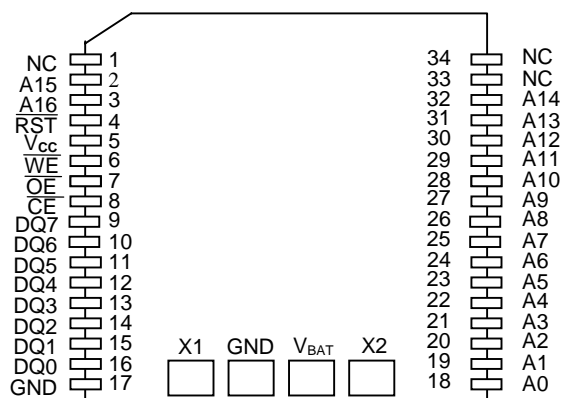 NC 1 34 NC
A15 2 33 NC
A16 3 32 A14
RST 4 31 A13
Vcc 5 30 A12
WE 6 29 A11
OE 7 28 A10
CE 8 27 A9
DQ7 9 26 A8
DQ6 10 25 A7
DQ5 11 24 A6
DQ4 12 23 A5
DQ3 13 22 A4
DQ2 14 21 A3
DQ1 15 20 A2
DQ0 16 19 A1
GND 17 18 A0
X1 GND VBAT X2